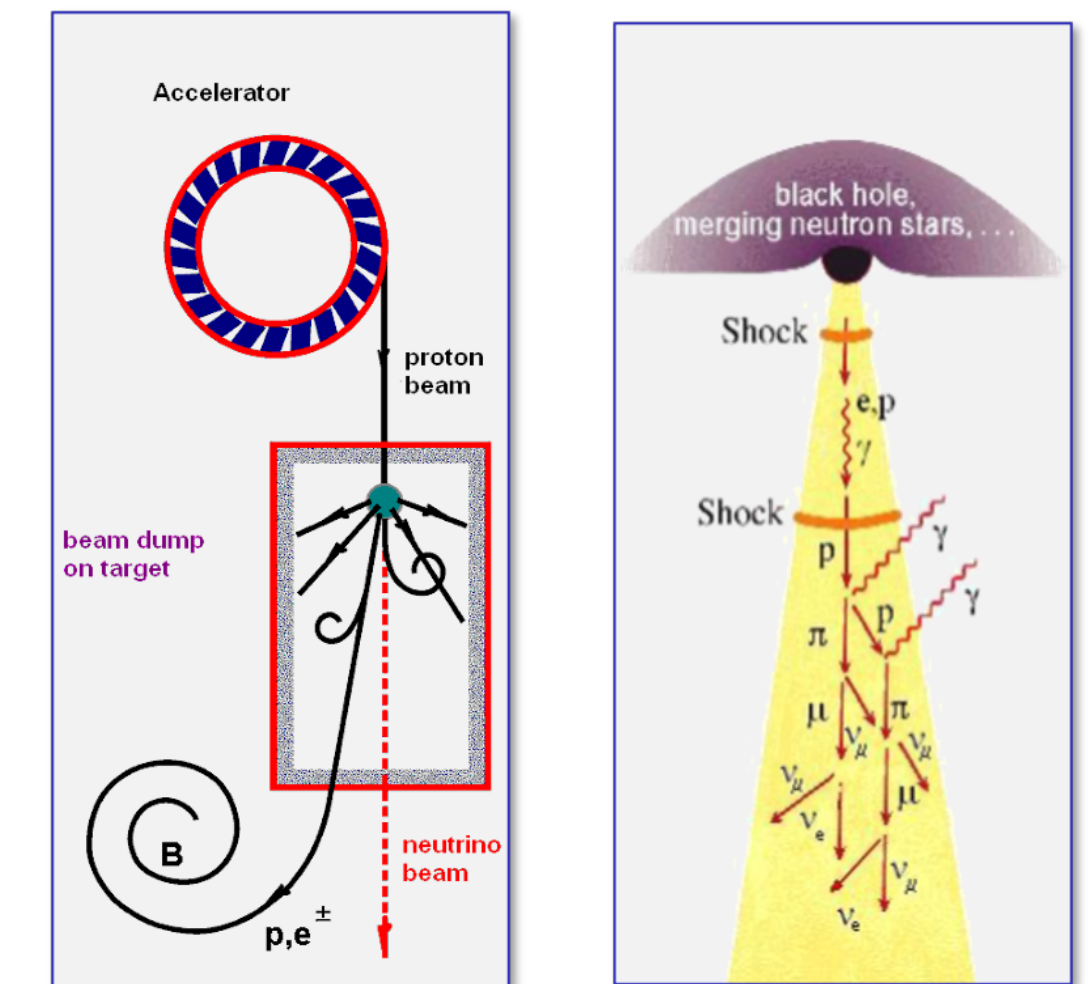 Accelerator
proton
beam
beam dump
on target
B
neutrino
beam
p,e±
black hole,
merging neutron stars, . . .
Shock
e,p
γ
Shock
p
γ
p
γ
π
μ
π
νμ
νμ
νμ
μ
νe
νμ
νe